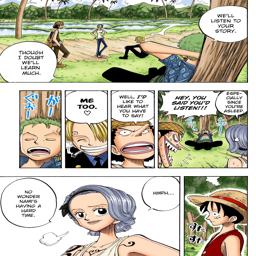 WE'LL
LISTEN TO
YOUR
STORY.
THOUGH
I DOUBT
WE'LL
LEARN
MUCH.
ESPE-
CIALLY
SINCE
YOU'RE
ASLEEP.
HEY, YOU
SAID YOU'D
LISTEN!!!
WELL, I'D
LIKE TO
HEAR WHAT
YOU HAVE
TO SAY!
ME
TOO.
♡
HMPH...
NO
WONDER
NAMI'S
HAVING A
HARD
TIME.